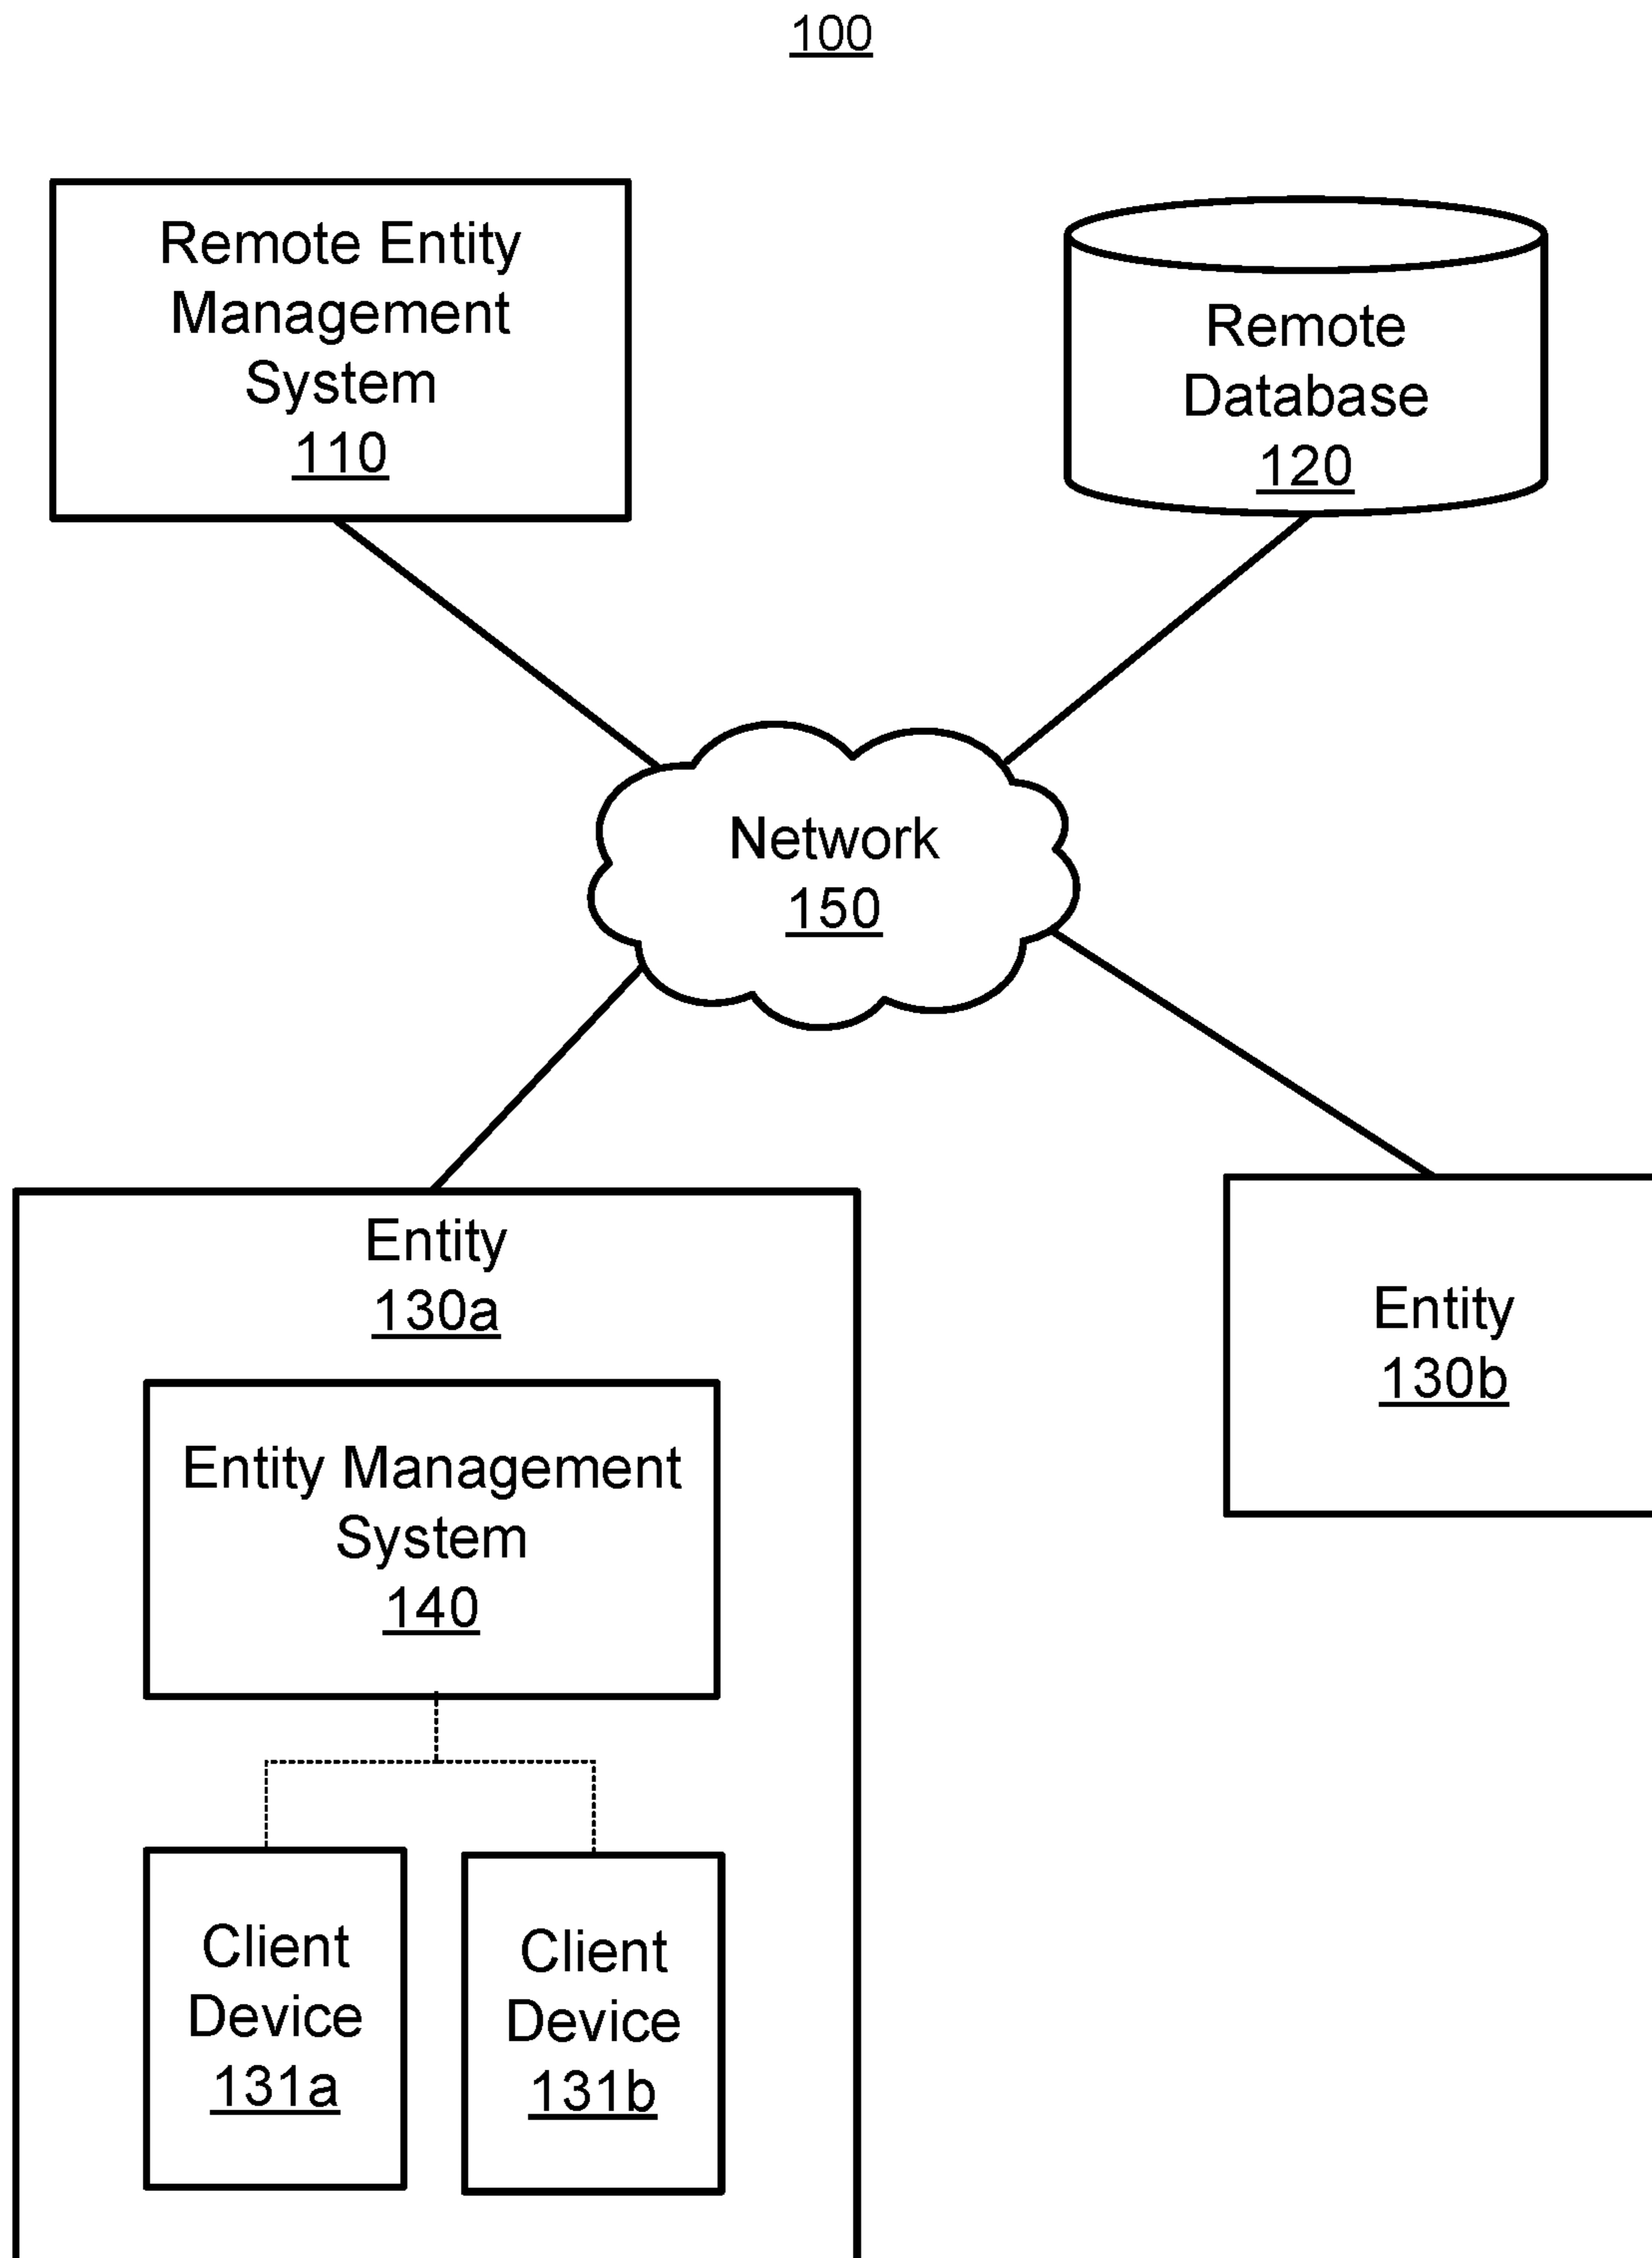 100
Remote Entity
Management
System
110
Remote
Database
120
Network
150
Entity
130a
Entity Management
System
140
Client
Device
131a
Client
Device
131b
Entity
130b